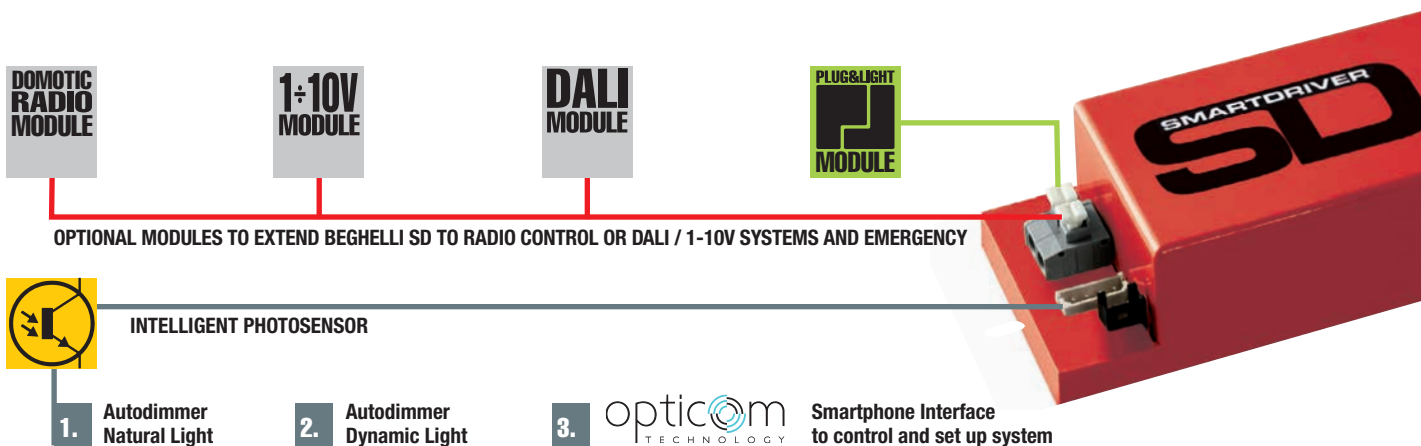 DOMOTIC
RADIO
MODULE
1÷10V
MODULE
DALI
MODULE
PLUG&LIGHT
MODULE
SMARTDRIVER
SD
OPTIONAL MODULES TO EXTEND BEGHELLI SD TO RADIO CONTROL OR DALI / 1-10V SYSTEMS AND EMERGENCY
INTELLIGENT PHOTOSENSOR
1.
Autodimmer
Natural Light
2.
Autodimmer
Dynamic Light
3.
opticom
TECHNOLOGY
Smartphone Interface
to control and set up system